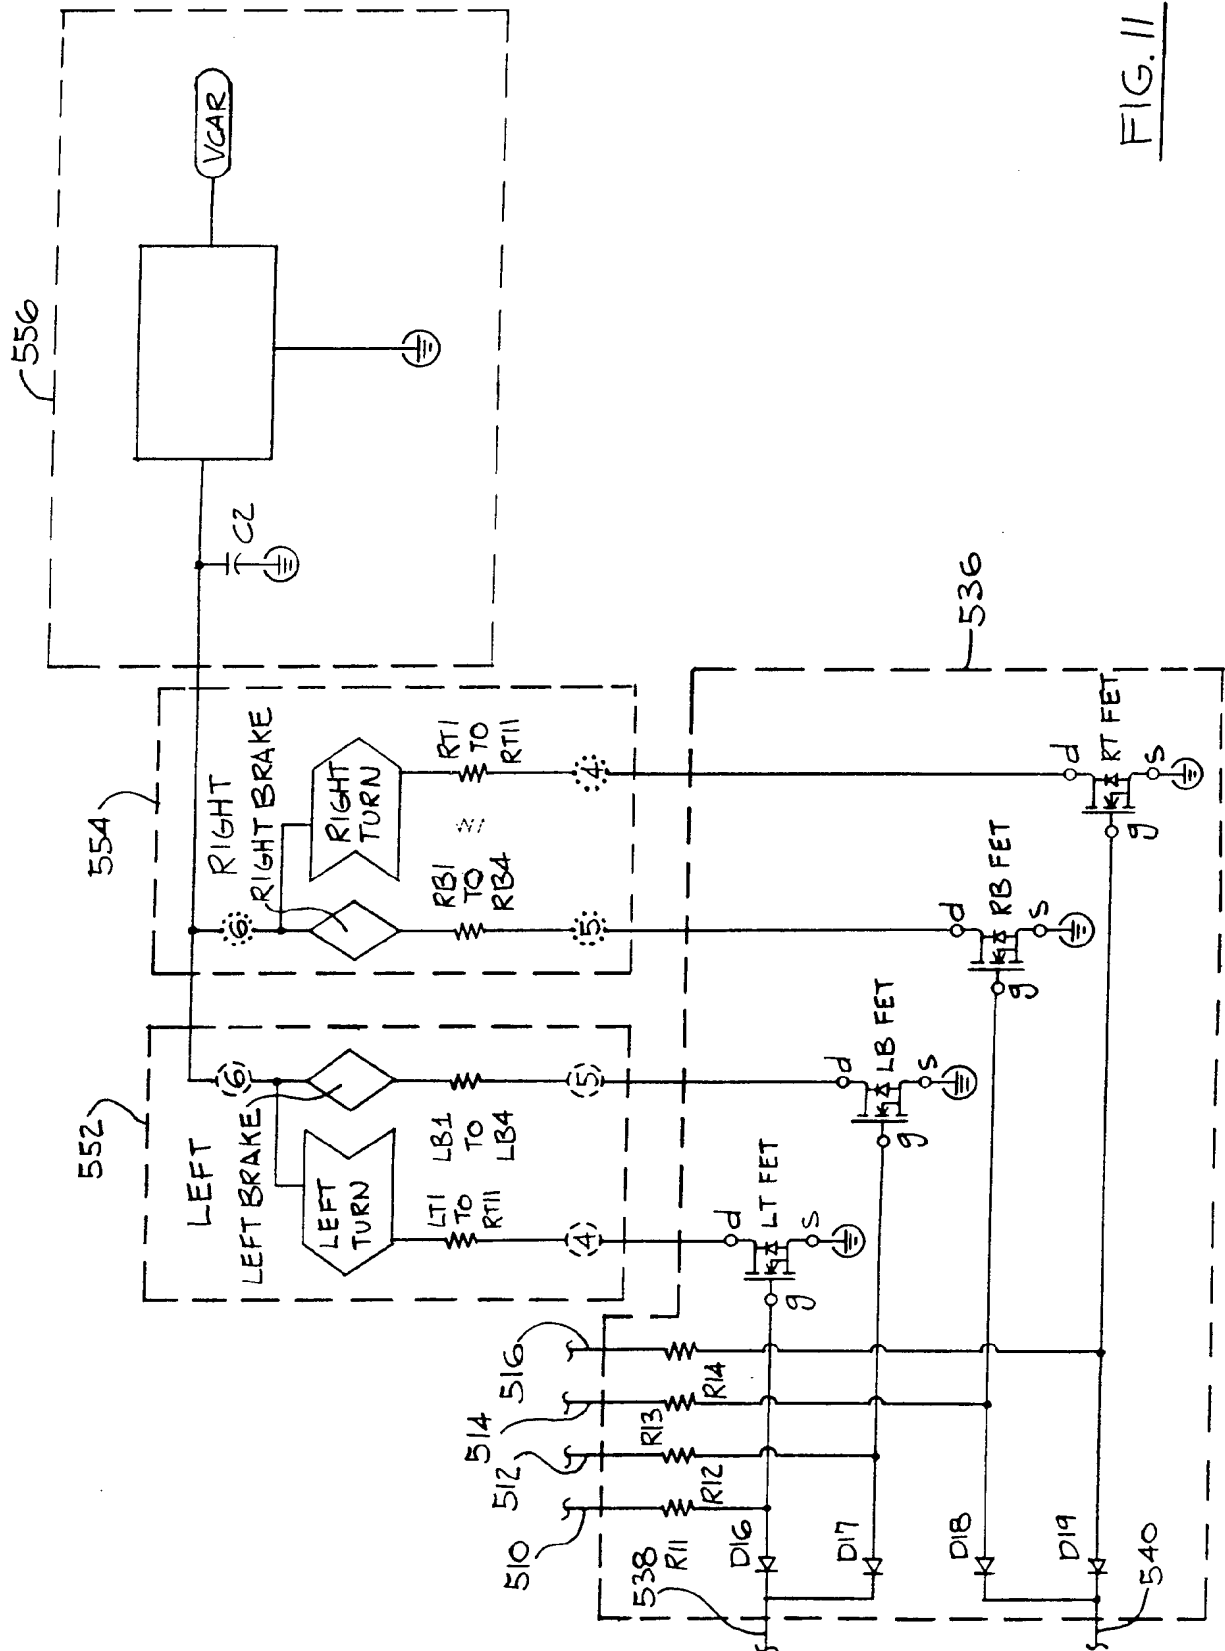 FIG. 11
556
VCAR
C2
554
RIGHT
RIGHT BRAKE
6
RIGHT
TURN
RB1
TO
RB4
RT1
TO
RT11
5
4
552
LEFT
LEFT BRAKE
6
LEFT
TURN
LT1
TO
RT11
LB1
TO
LB4
4
5
536
510
512
514
516
R11
R12
R13
R14
538
540
D16
D17
D18
D19
d
LT FET
s
g
d
LB FET
s
g
d
RB FET
s
g
d
RT FET
s
g